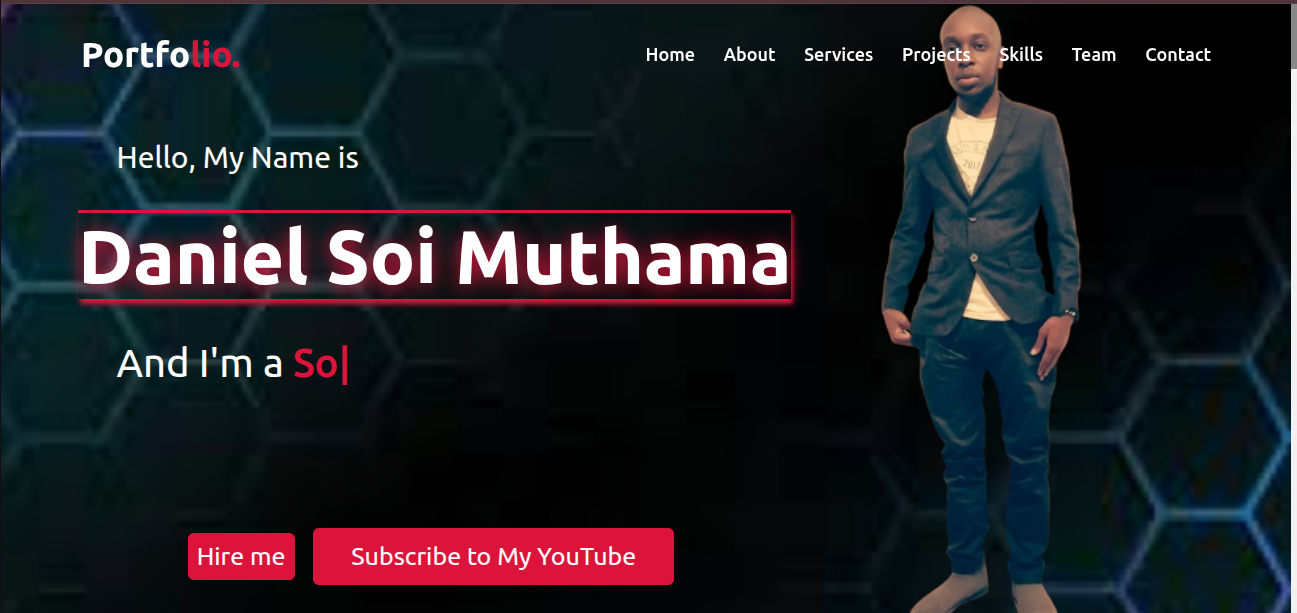 Portfolio.
Home About Services Projects Skills Team Contact
Hello, My Name is
Daniel Soi Muthama
And I'm a So|
Hire me
Subscribe to My YouTube